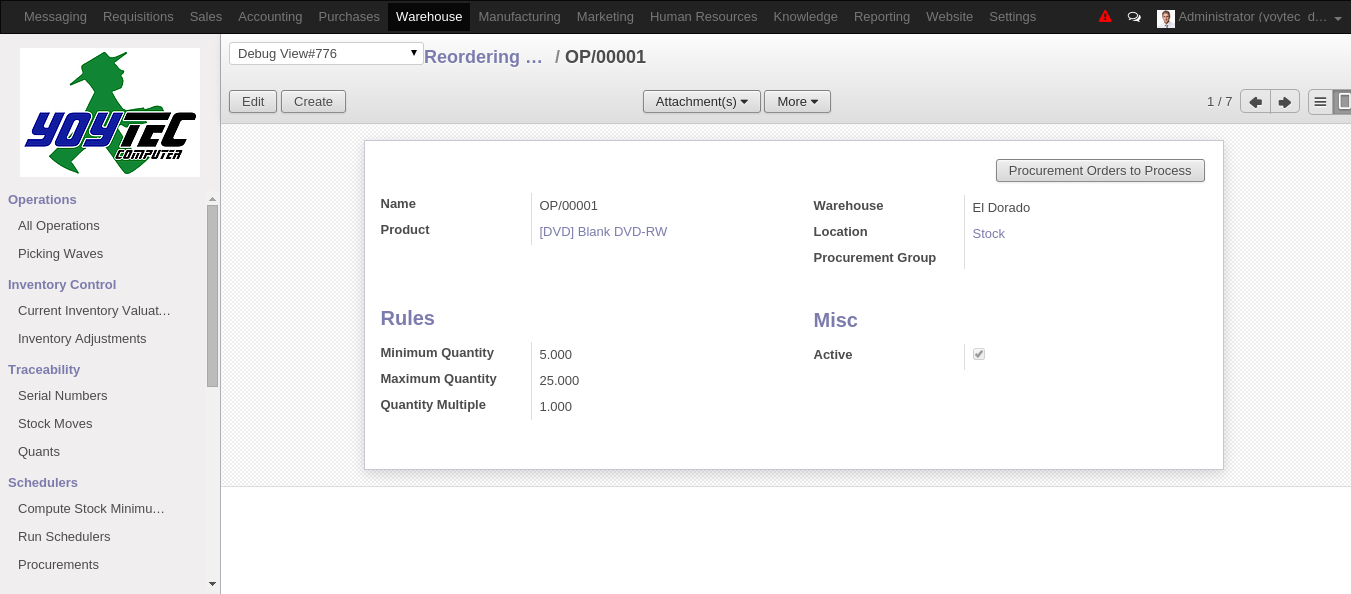 Messaging Requisitions Sales Accounting Purchases Warehouse Manufacturing Marketing Human Resources Knowledge Reporting Website Settings Administrator (yoytec_d...
YOYTEC
COMPUTER
Debug View#776 Reordering ... / OP/00001
Edit Create Attachment(s) More 1 / 7
Operations
All Operations
Picking Waves
Inventory Control
Current Inventory Valuat...
Inventory Adjustments
Traceability
Serial Numbers
Stock Moves
Quants
Schedulers
Compute Stock Minimu...
Run Schedulers
Procurements
Procurement Orders to Process
Name OP/00001
Product [DVD] Blank DVD-RW
Warehouse El Dorado
Location Stock
Procurement Group
Rules
Minimum Quantity 5.000
Maximum Quantity 25.000
Quantity Multiple 1.000
Misc
Active